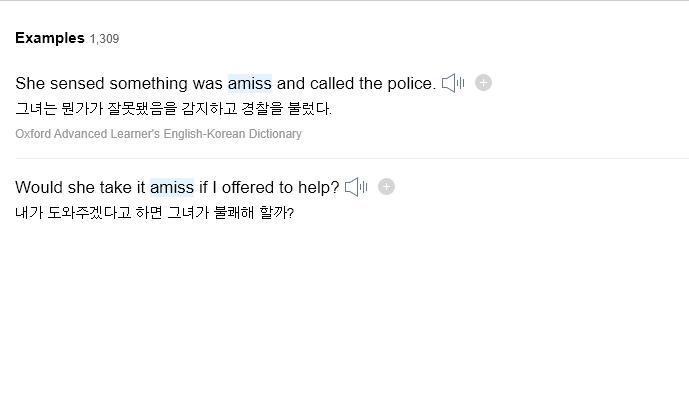 Examples 1,309
She sensed something was amiss and called the police.
그녀는 뭔가가 잘못됐음을 감지하고 경찰을 불렀다.
Oxford Advanced Learner's English-Korean Dictionary
Would she take it amiss if I offered to help?
내가 도와주겠다고 하면 그녀가 불쾌해 할까?